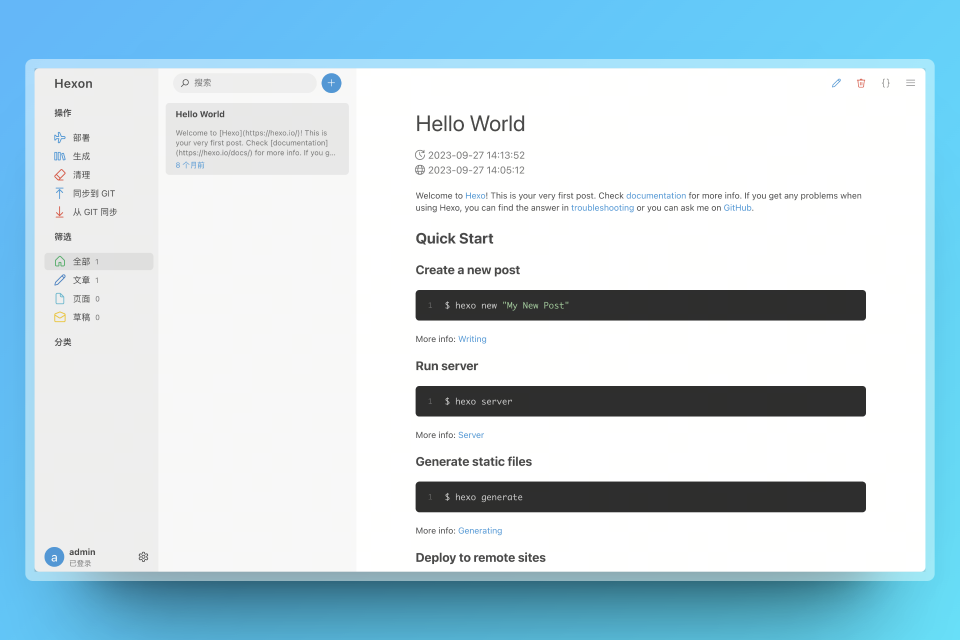 Hexon
操作
部署
生成
清理
同步到 GIT
从 GIT 同步
筛选
全部 1
文章 1
页面 0
草稿 0
分类
a
admin
已登录
搜索
Hello World
Welcome to [Hexo](https://hexo.io/)! This is
your very first post. Check [documentation]
(https://hexo.io/docs/) for more info. If you g...
8 个月前
Hello World
2023-09-27 14:13:52
2023-09-27 14:05:12
Welcome to Hexo! This is your very first post. Check documentation for more info. If you get any problems when
using Hexo, you can find the answer in troubleshooting or you can ask me on GitHub.
Quick Start
Create a new post
1 $ hexo new "My New Post"
More info: Writing
Run server
1 $ hexo server
More info: Server
Generate static files
1 $ hexo generate
More info: Generating
Deploy to remote sites